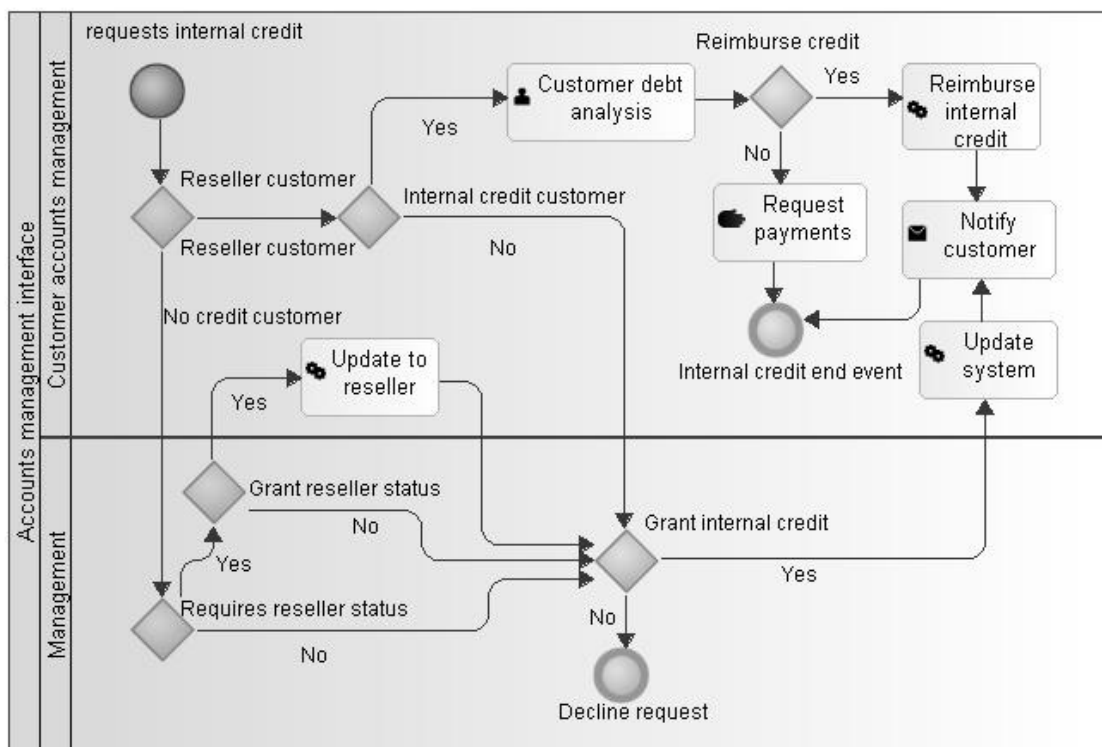 Accounts management interface
Customer accounts management
Management
requests internal credit
Reimburse credit
Customer debt
analysis
Yes
Reimburse
internal
credit
Yes
No
Reseller customer
Internal credit customer
Reseller customer
No
Request
payments
Notify
customer
No credit customer
Update to
reseller
Yes
Internal credit end event
Update
system
Grant reseller status
No
Grant internal credit
Yes
Yes
Requires reseller status
No
No
Decline request